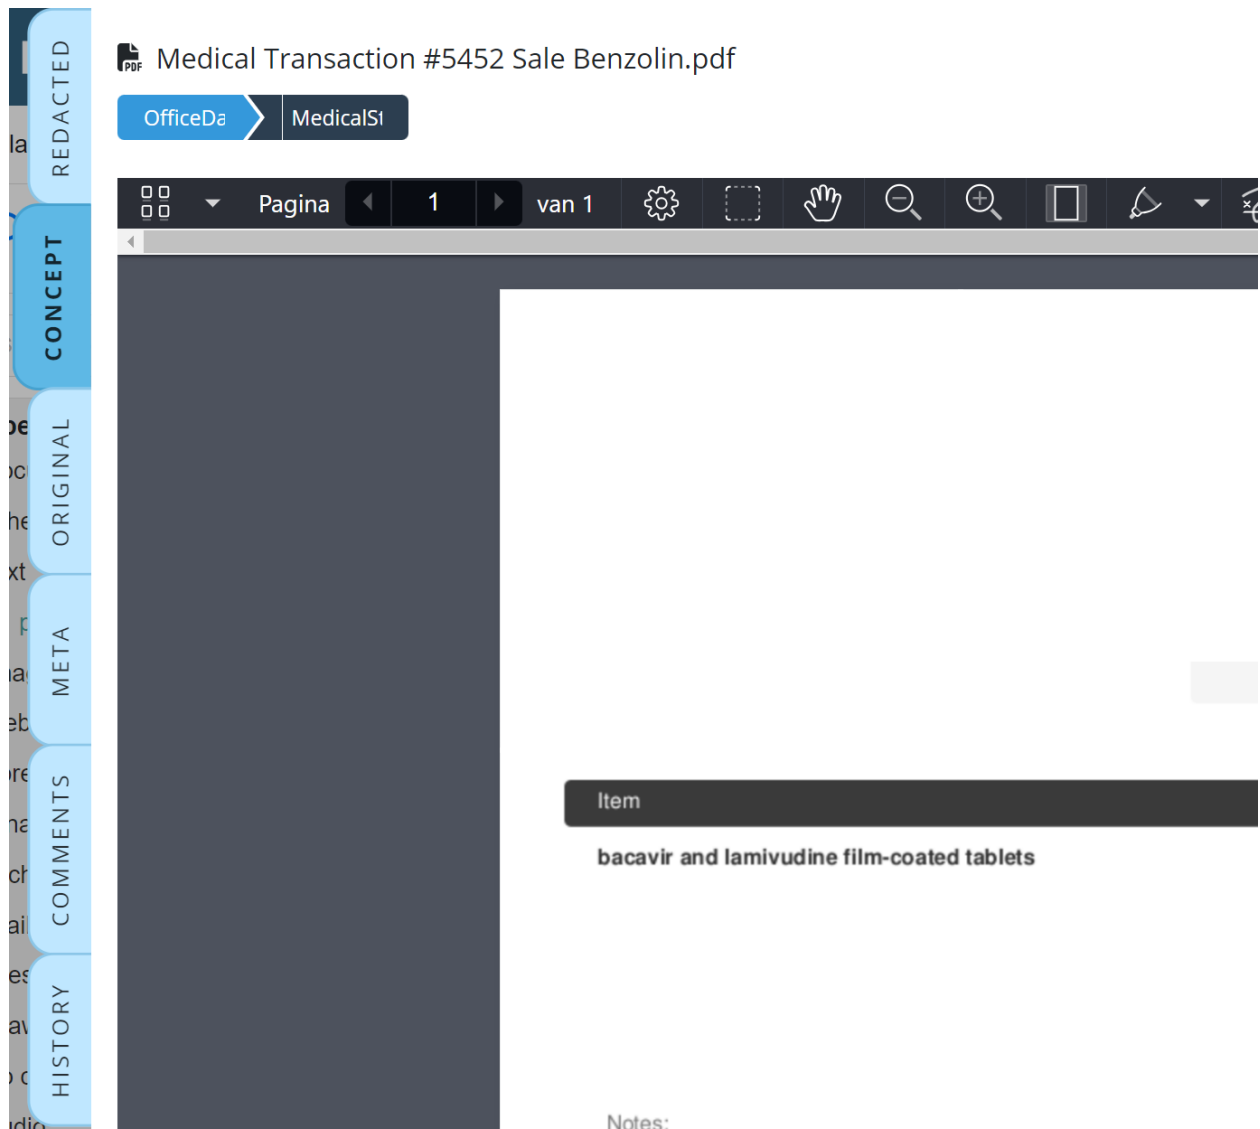 Medical Transaction #5452 Sale Benzolin.pdf
OfficeDa
MedicalSt
Pagina 1 van 1
REDACTED
CONCEPT
ORIGINAL
META
COMMENTS
HISTORY
Item
bacavir and lamivudine film-coated tablets
Notes: